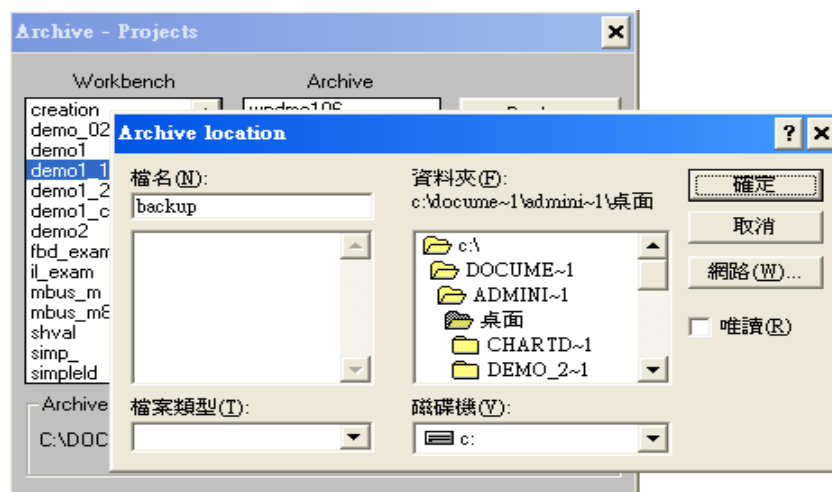 Archive - Projects
Workbench
Archive
creation
demo_02
demo1
demo1_1
demo1_2
demo1_c
demo2
fbd_exam
il_exam
mbus_m
mbus_m8
shval
simp_
simpleld
Archive
C:\DOC
Archive location
檔名(N):
backup
檔案類型(T):
資料夾(F):
c:\docume~1\admini~1\桌面
c:\
DOCUME~1
ADMINI~1
桌面
CHARTD~1
DEMO_2~1
磁碟機(V):
c:
確定
取消
網路(W)...
唯讀(R)